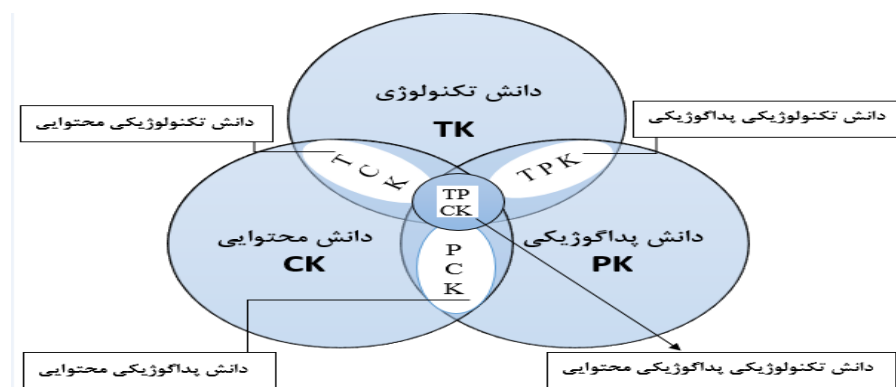 دانش تکنولوژی
TK
دانش تکنولوژیکی محتوایی
دانش تکنولوژیکی پداگوژیکی
TCK
TPK
TP
CK
دانش محتوایی
CK
دانش پداگوژیکی
PK
P
C
K
دانش پداگوژیکی محتوایی
دانش تکنولوژیکی پداگوژیکی محتوایی